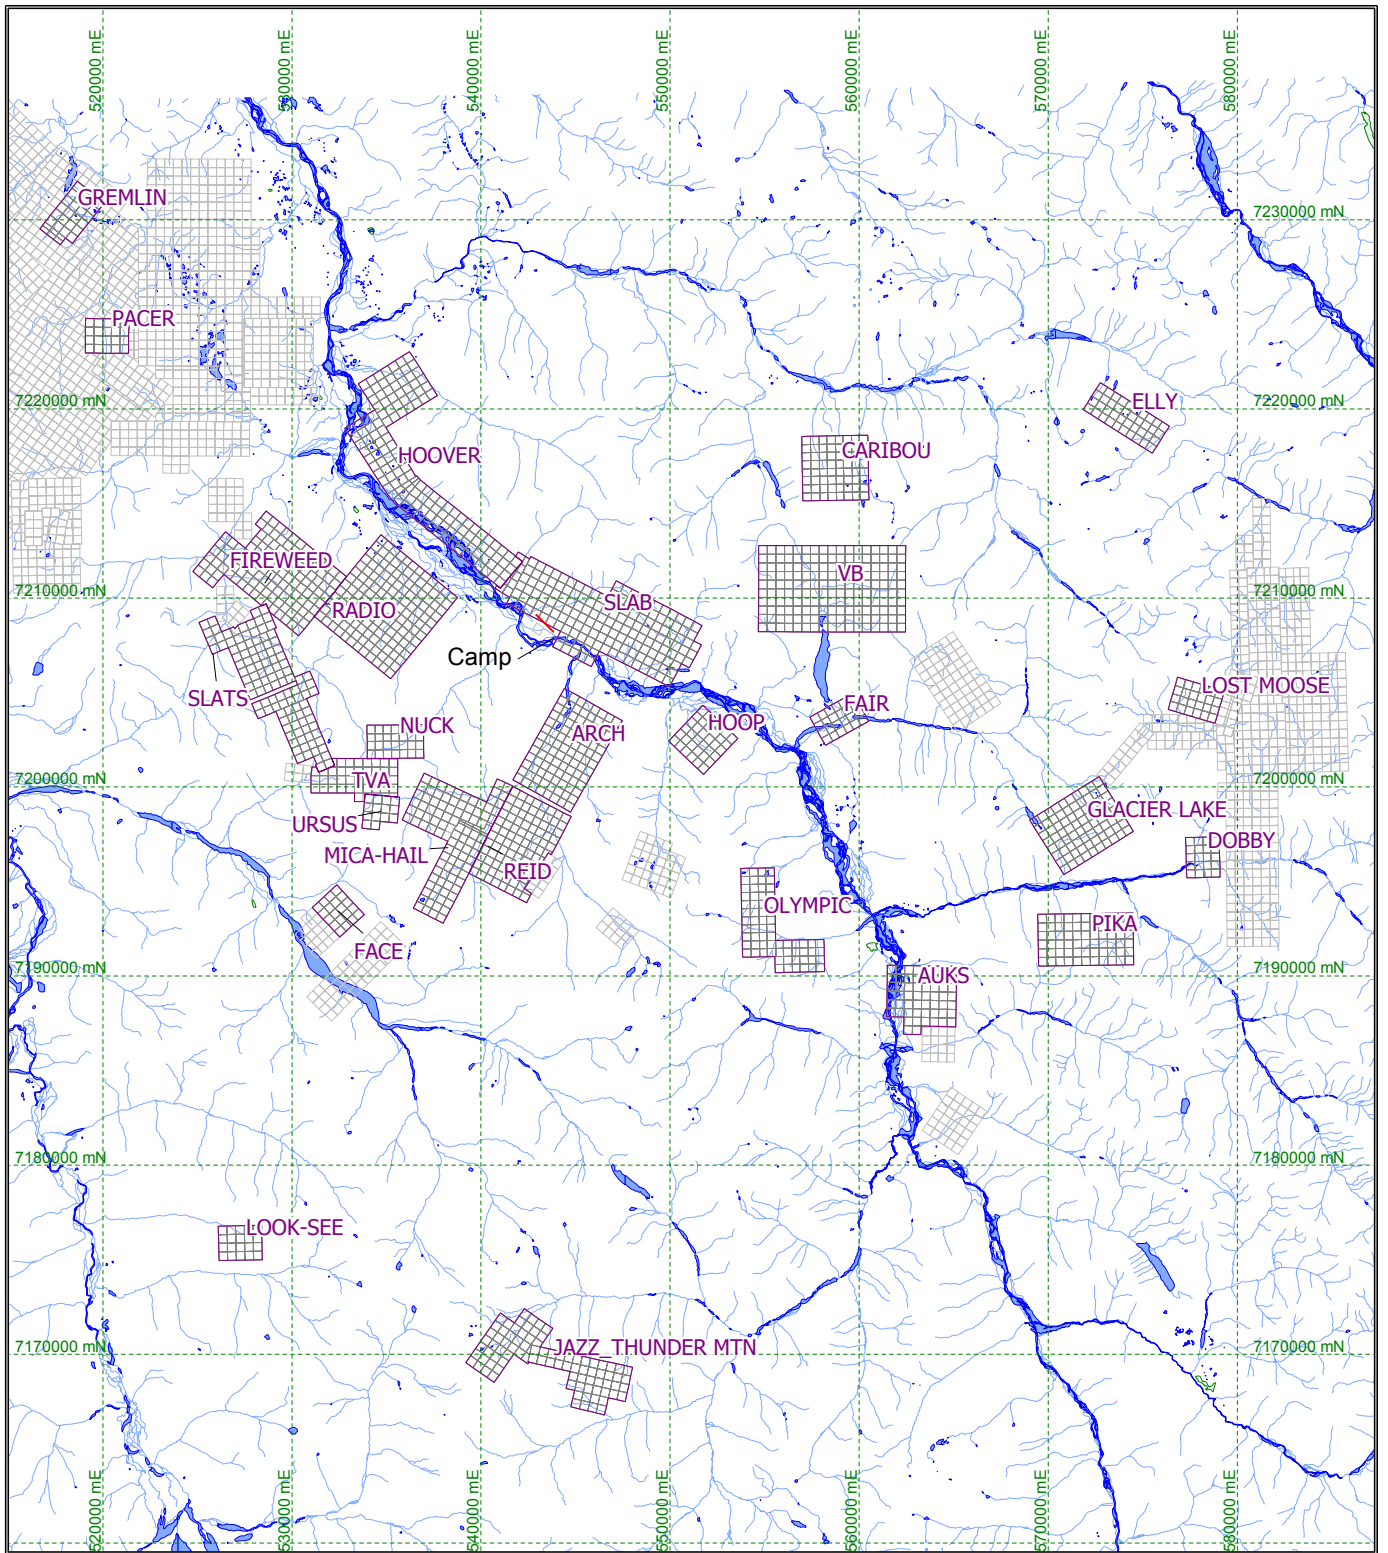 520000 mE
530000 mE
540000 mE
550000 mE
560000 mE
570000 mE
580000 mE
GREMLIN
7230000 mN
7230000 mN
PACER
ELLY
7220000 mN
7220000 mN
CARIBOU
HOOVER
FIREWEED
VB
RADIO
SLAB
7210000 mN
7210000 mN
Camp
SLATS
LOST MOOSE
FAIR
NUCK
ARCH
HOOP
TVA
7200000 mN
7200000 mN
URSUS
GLACIER LAKE
MICA-HAIL
REID
DOBBY
OLYMPIC
PIKA
FACE
7190000 mN
AUKS
7190000 mN
7180000 mN
7180000 mN
LOOK-SEE
JAZZ_THUNDER MTN
7170000 mN
7170000 mN
520000 mE
530000 mE
540000 mE
550000 mE
560000 mE
570000 mE
580000 mE